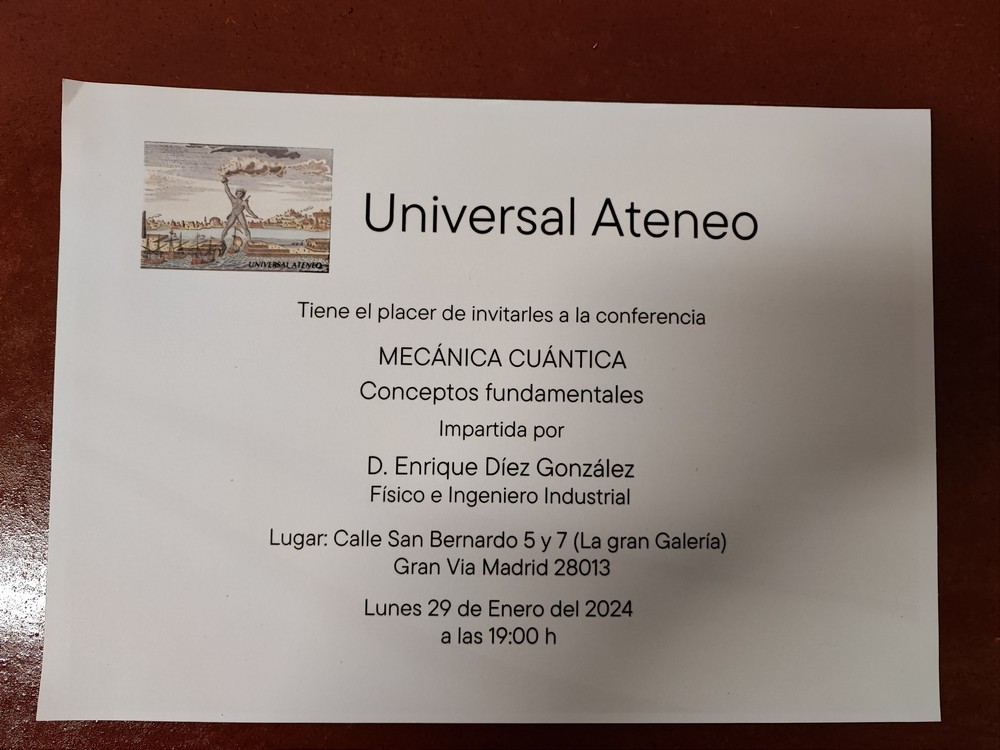 UNIVERSAL ATENEO
Universal Ateneo
Tiene el placer de invitarles a la conferencia
MECÁNICA CUÁNTICA
Conceptos fundamentales
Impartida por
D. Enrique Díez González
Físico e Ingeniero Industrial
Lugar: Calle San Bernardo 5 y 7 (La gran Galería)
Gran Via Madrid 28013
Lunes 29 de Enero del 2024
a las 19:00 h